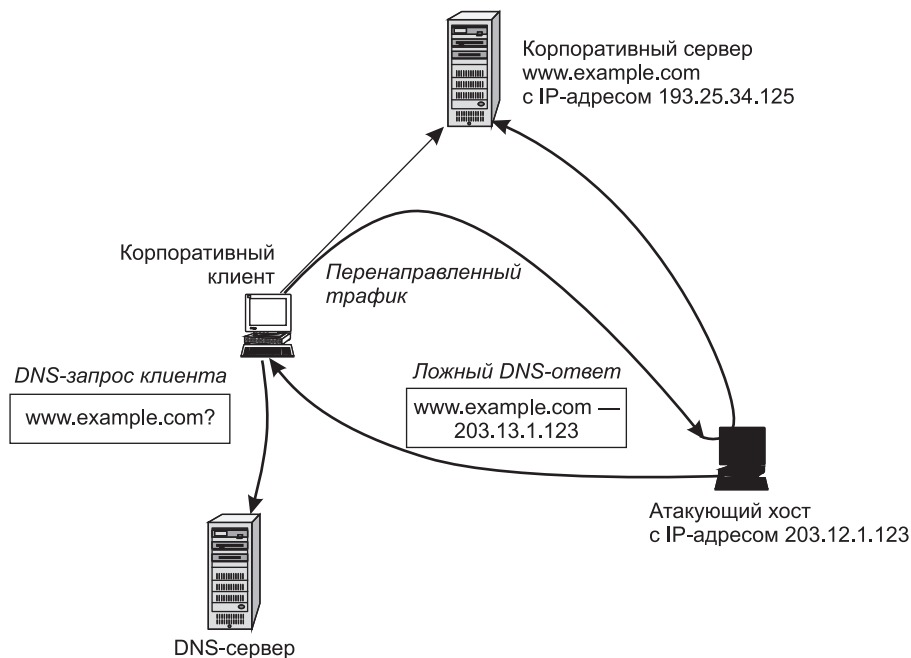 Корпоративный сервер
www.example.com
с IP-адресом 193.25.34.125
Корпоративный
клиент
Перенаправленный
трафик
DNS-запрос клиента
www.example.com?
Ложный DNS-ответ
www.example.com —
203.13.1.123
Атакующий хост
с IP-адресом 203.12.1.123
DNS-сервер